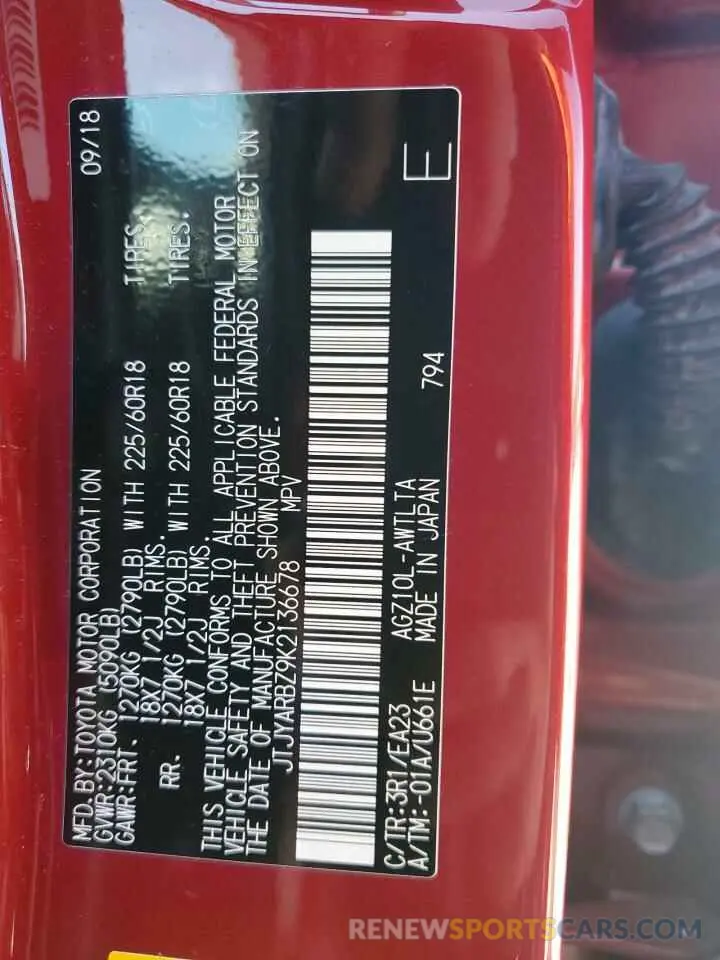 MFD.BY:TOYOTA MOTOR CORPORATION 09/18
GVWR:2310KG (5090LB)
GAWR:FRT. 1270KG (2790LB) WITH 225/60R18 TIRES,
18X7 1/2J RIMS.
RR. 1270KG (2790LB) WITH 225/60R18 TIRES.
18X7 1/2J RIMS.
THIS VEHICLE CONFORMS TO ALL APPLICABLE FEDERAL MOTOR
VEHICLE SAFETY AND THEFT PREVENTION STANDARDS IN EFFECT ON
THE DATE OF MANUFACTURE SHOWN ABOVE.
JTJYARBZ9K2136678 MPV
E
C/TR:3R1/EA23 AGZ10L-AWTLTA 794
A/TM:-01A/U661E MADE IN JAPAN
RENEWSPORTSCARS.COM